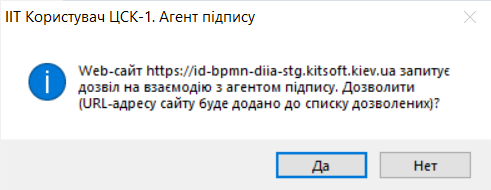 ІІТ Користувач ЦСК-1. Агент підпису
Web-сайт https://id-bpmn-diia-stg.kitsoft.kiev.ua запитує
дозвіл на взаємодію з агентом підпису. Дозволити
(URL-адресу сайту буде додано до списку дозволених)?
Да
Нет